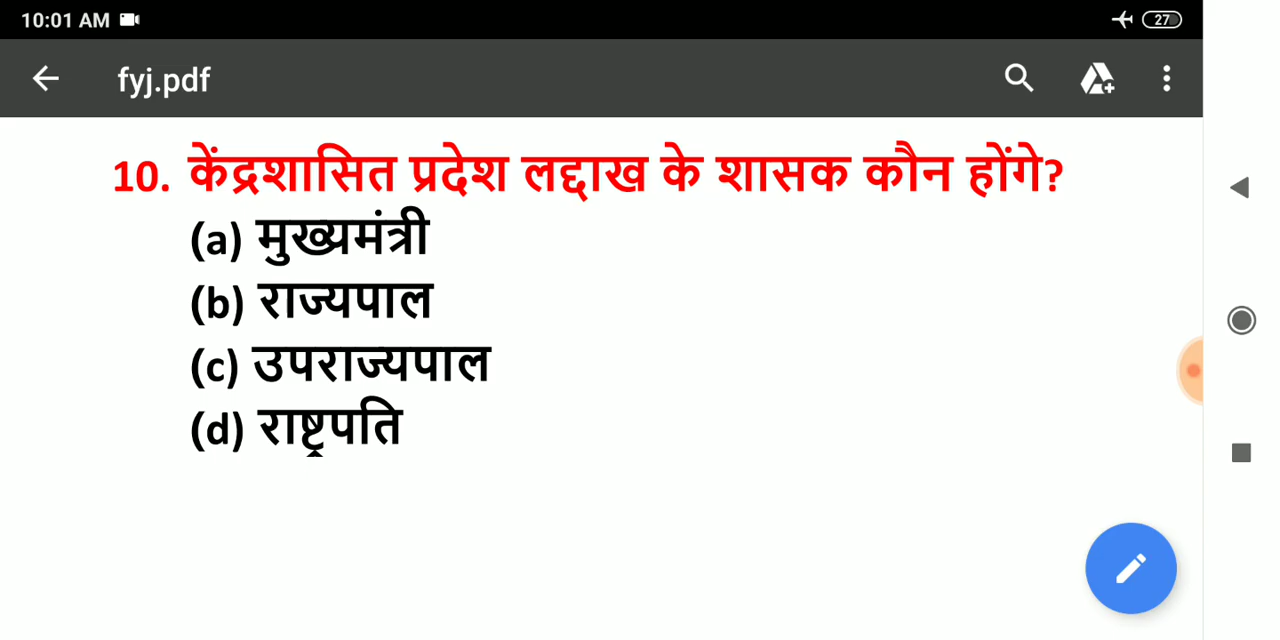 10:01 AM 27
fyj.pdf
10. केंद्रशासित प्रदेश लद्दाख के शासक कौन होंगे?
(a) मुख्यमंत्री
(b) राज्यपाल
(c) उपराज्यपाल
(d) राष्ट्रपति